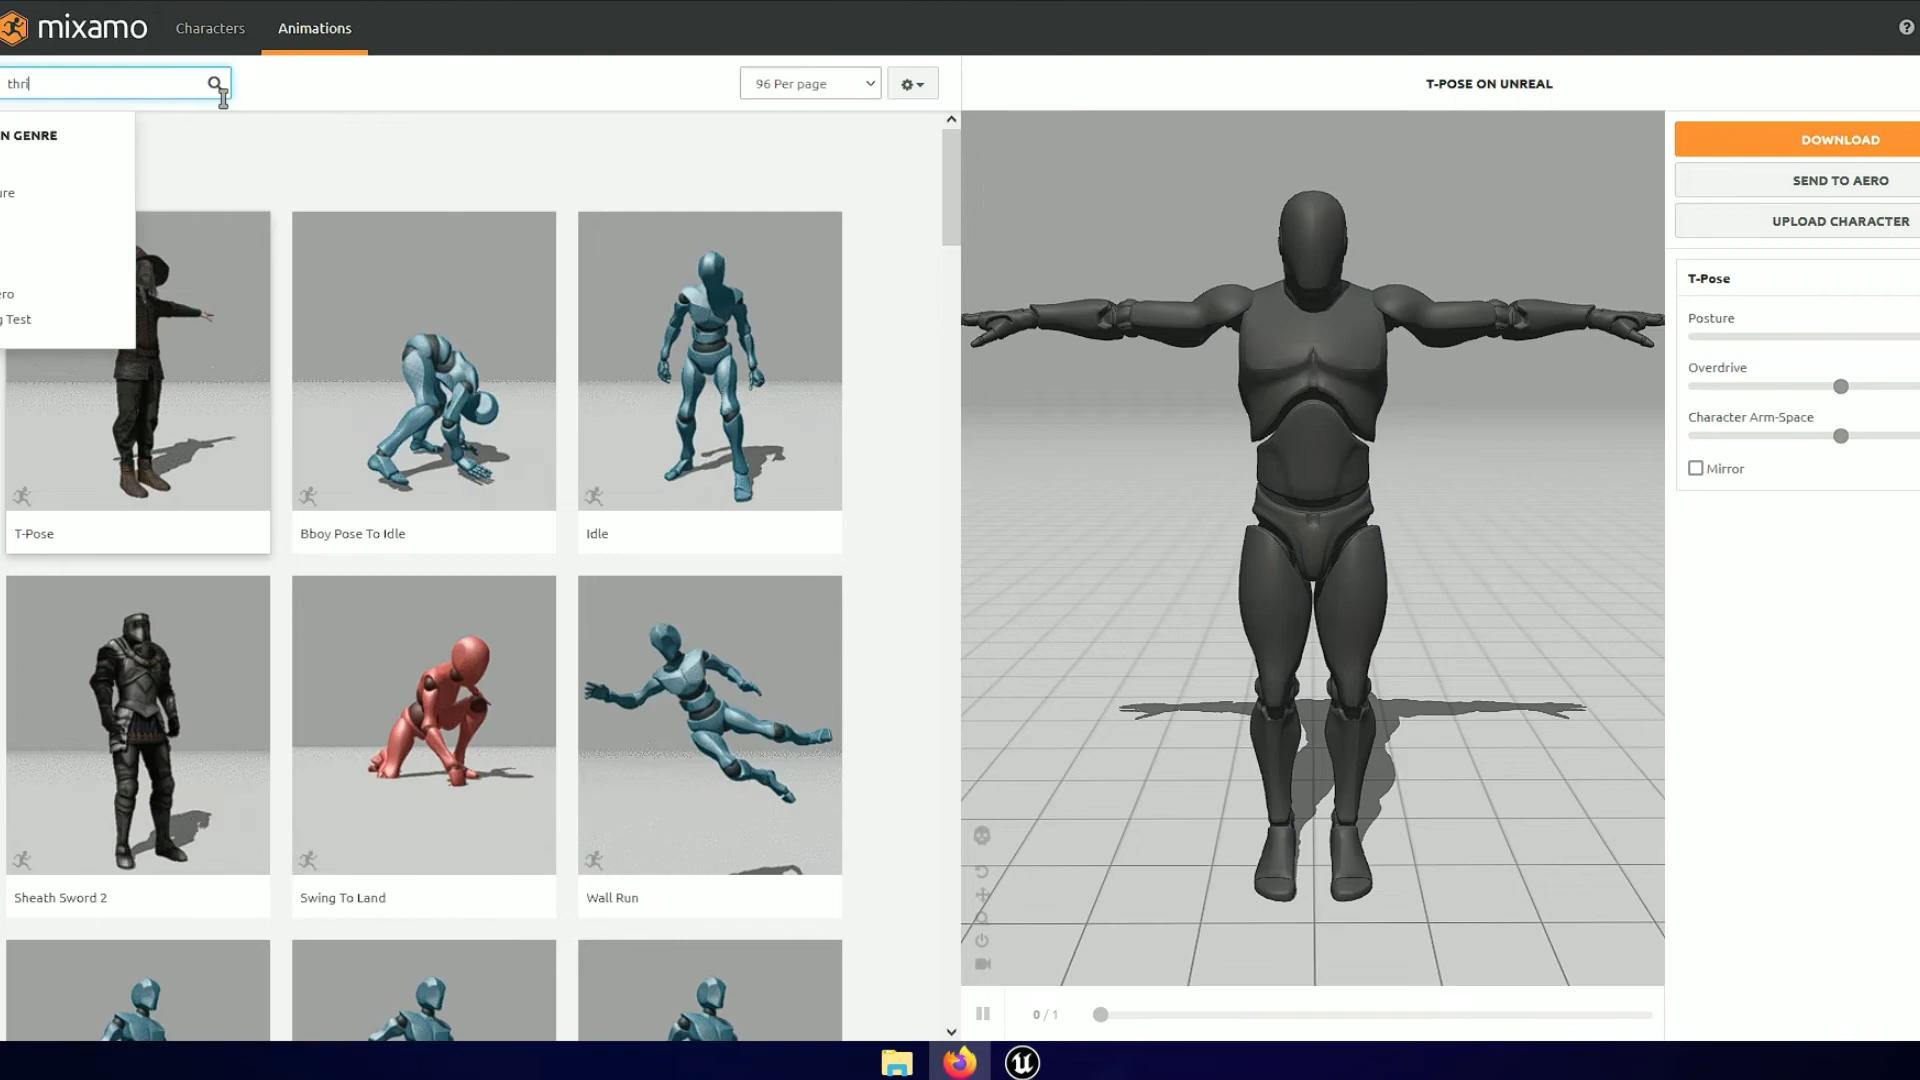 mixamo
Characters
Animations
thri
96 Per page
T-POSE ON UNREAL
N GENRE
ure
ero
g Test
DOWNLOAD
SEND TO AERO
UPLOAD CHARACTER
T-Pose
Posture
Overdrive
Character Arm-Space
Mirror
T-Pose
Bboy Pose To Idle
Idle
Sheath Sword 2
Swing To Land
Wall Run
0 / 1